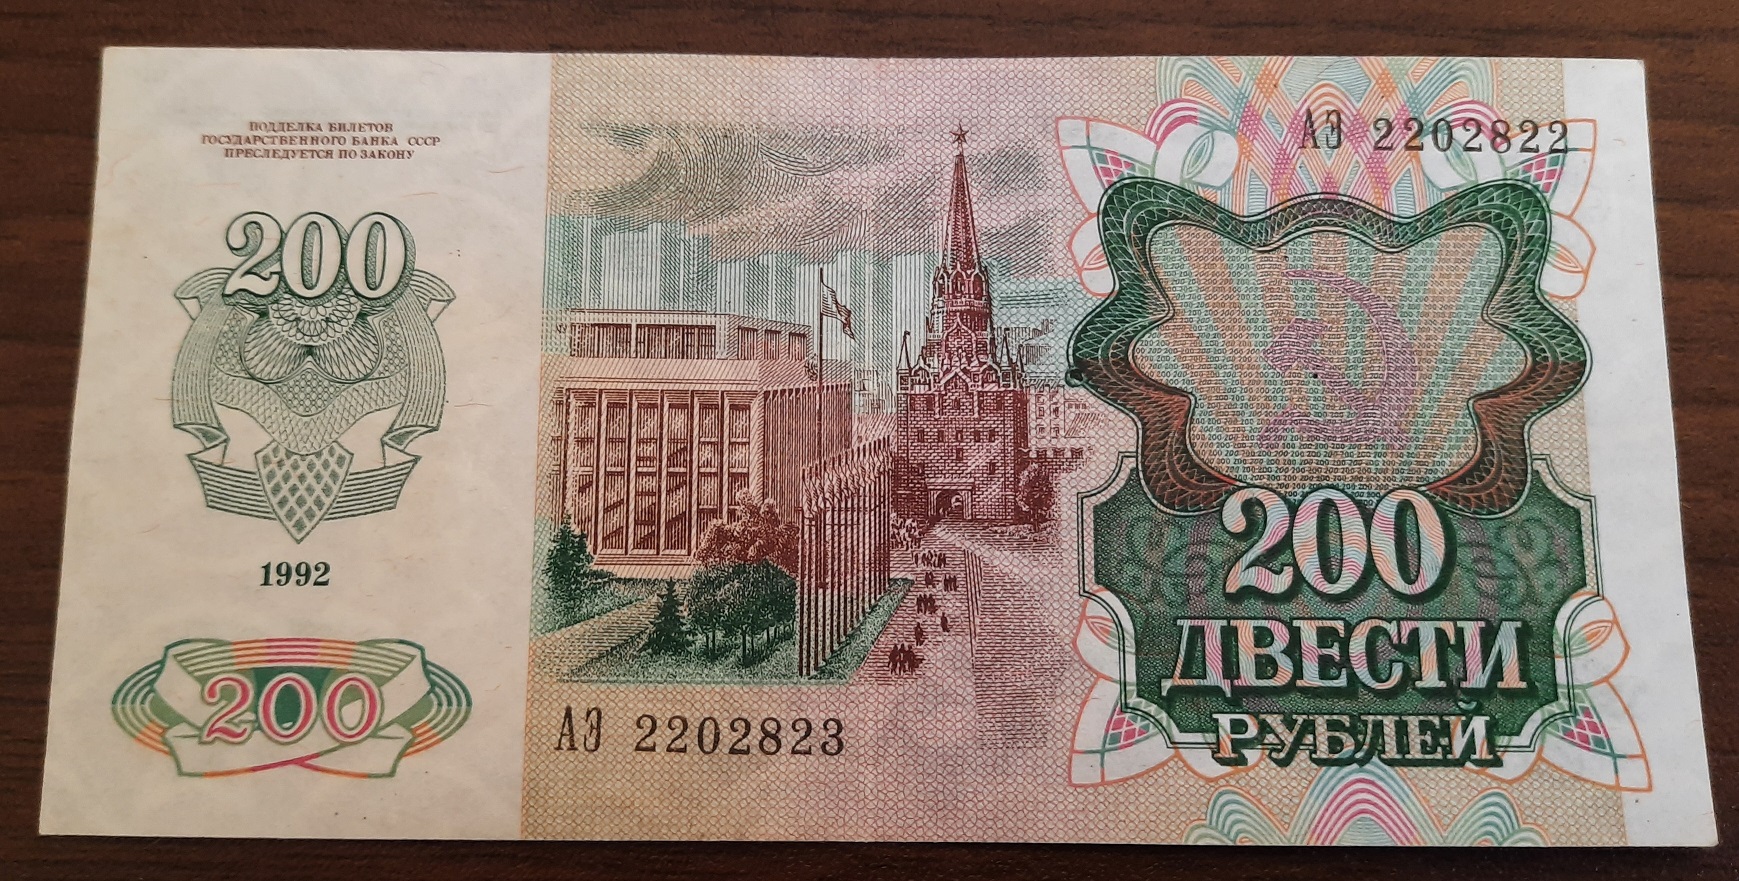 ПОДДЕЛКА БИЛЕТОВ
ГОСУДАРСТВЕННОГО БАНКА СССР
ПРЕСЛЕДУЕТСЯ ПО ЗАКОНУ
200
1992
200
АЭ 2202823
АЭ 2202822
200
ДВЕСТИ
РУБЛЕЙ